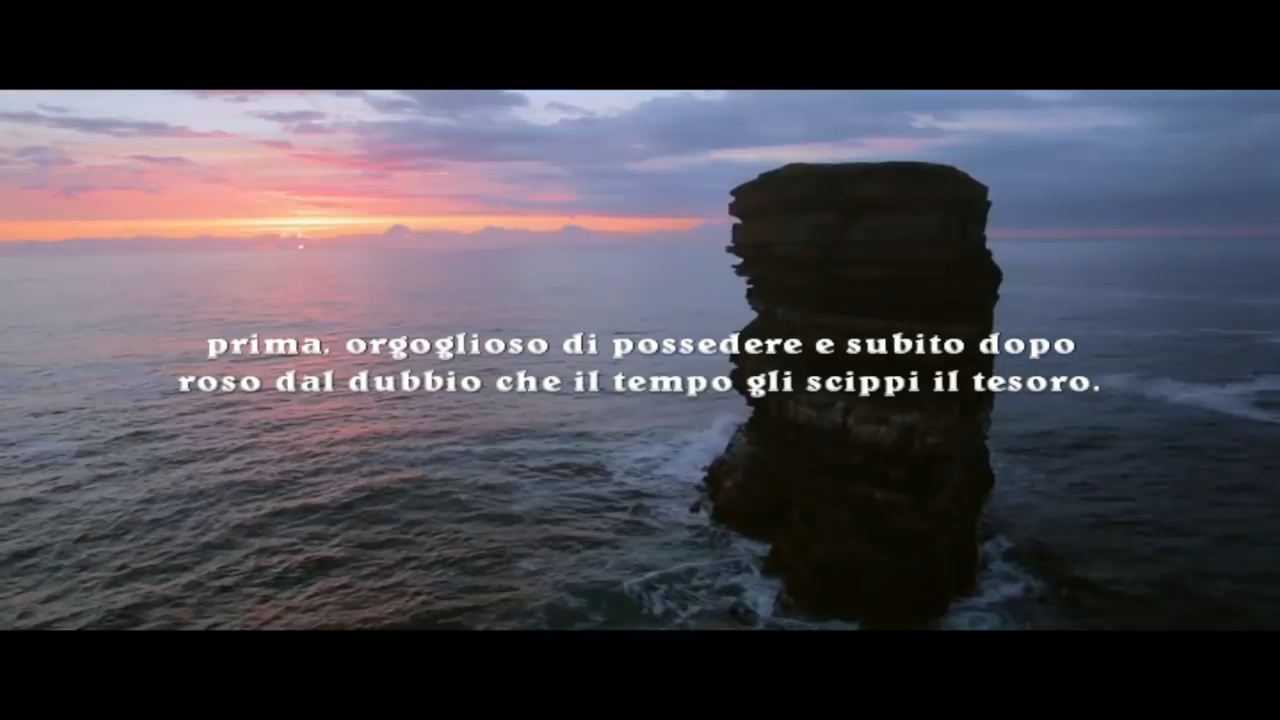 prima, orgoglioso di possedere e subito dopo
roso dal dubbio che il tempo gli scippi il tesoro.